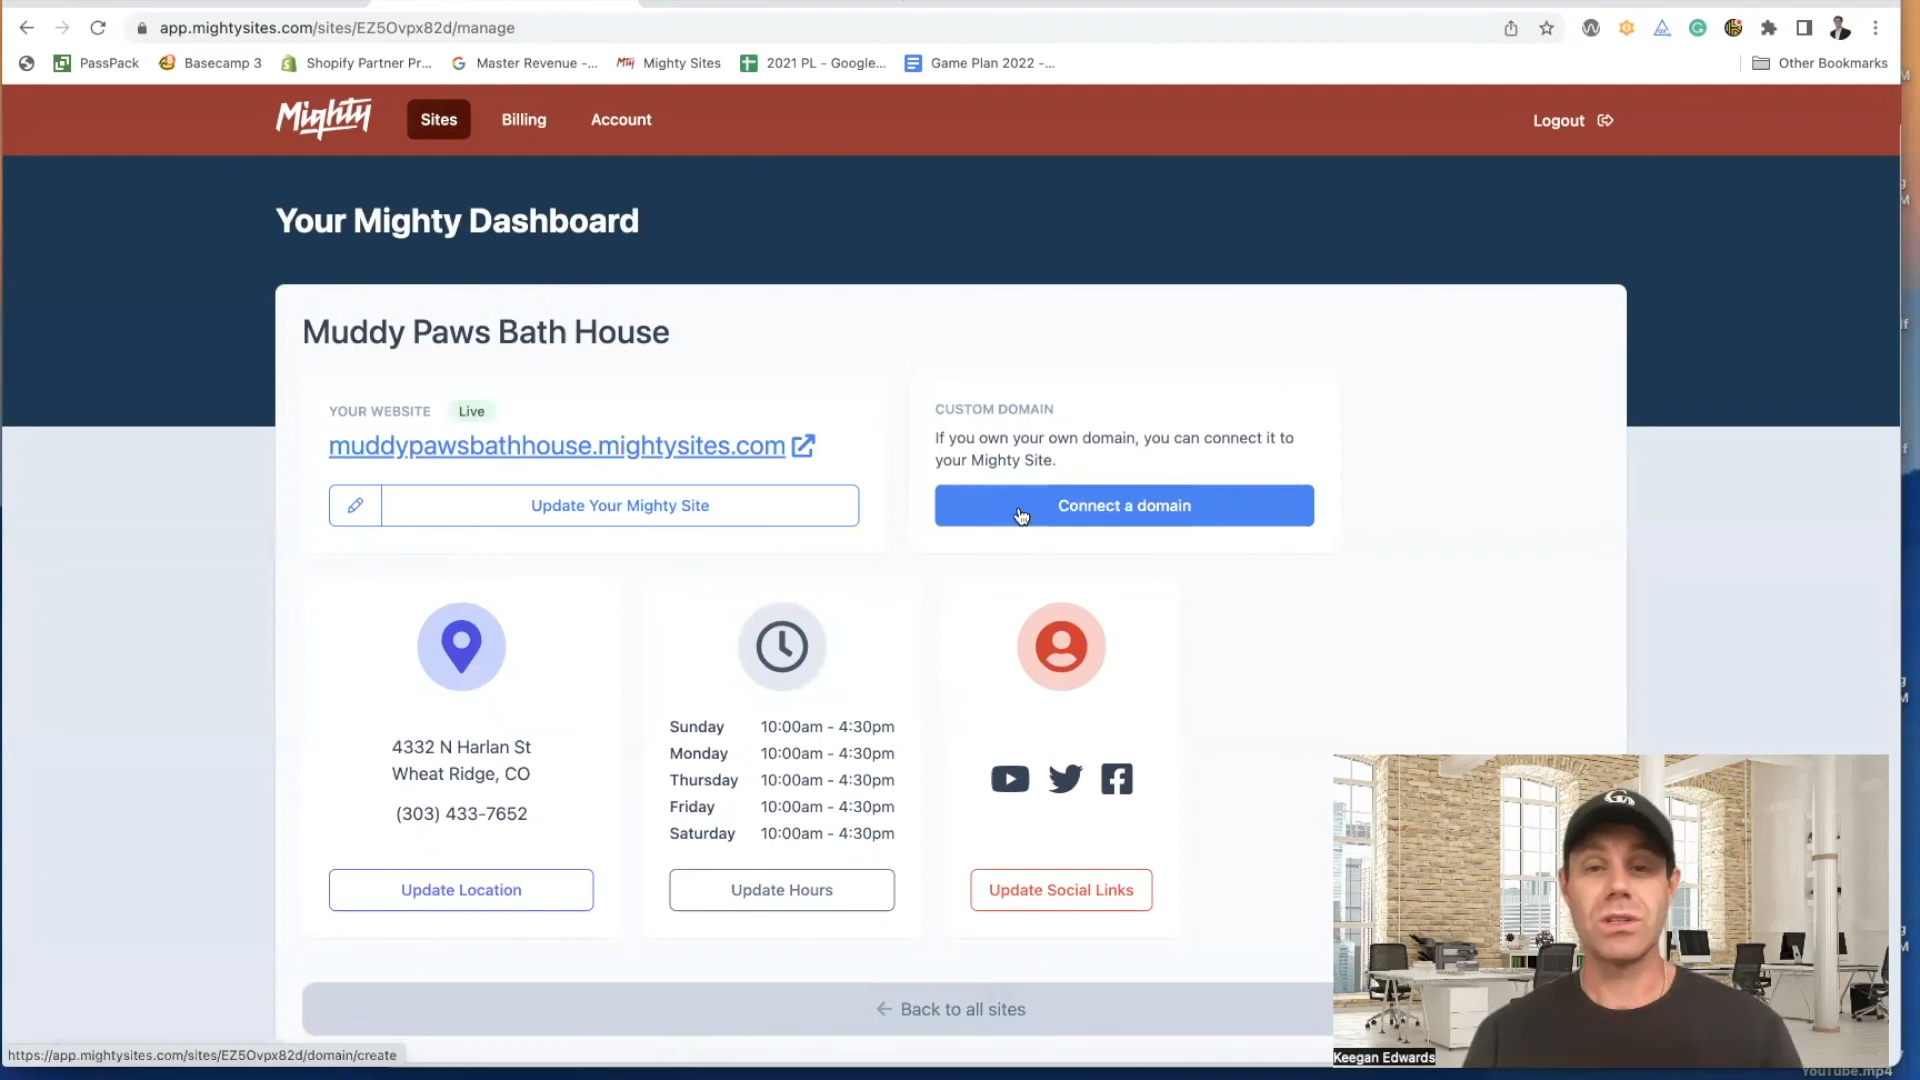 app.mightysites.com/sites/EZ5Ovpx82d/manage
PassPack
Basecamp 3
Shopify Partner Pr...
Master Revenue -...
Mighty Sites
2021 PL - Google...
Game Plan 2022 -...
Other Bookmarks
Mighty
Sites
Billing
Account
Logout
Your Mighty Dashboard
Muddy Paws Bath House
YOUR WEBSITE
Live
muddypawsbathhouse.mightysites.com
Update Your Mighty Site
CUSTOM DOMAIN
If you own your own domain, you can connect it to
your Mighty Site.
Connect a domain
4332 N Harlan St
Wheat Ridge, CO
(303) 433-7652
Update Location
Sunday 10:00am - 4:30pm
Monday 10:00am - 4:30pm
Thursday 10:00am - 4:30pm
Friday 10:00am - 4:30pm
Saturday 10:00am - 4:30pm
Update Hours
Update Social Links
Back to all sites
https://app.mightysites.com/sites/EZ5Ovpx82d/domain/create
Keegan Edwards
YouTube.mp4